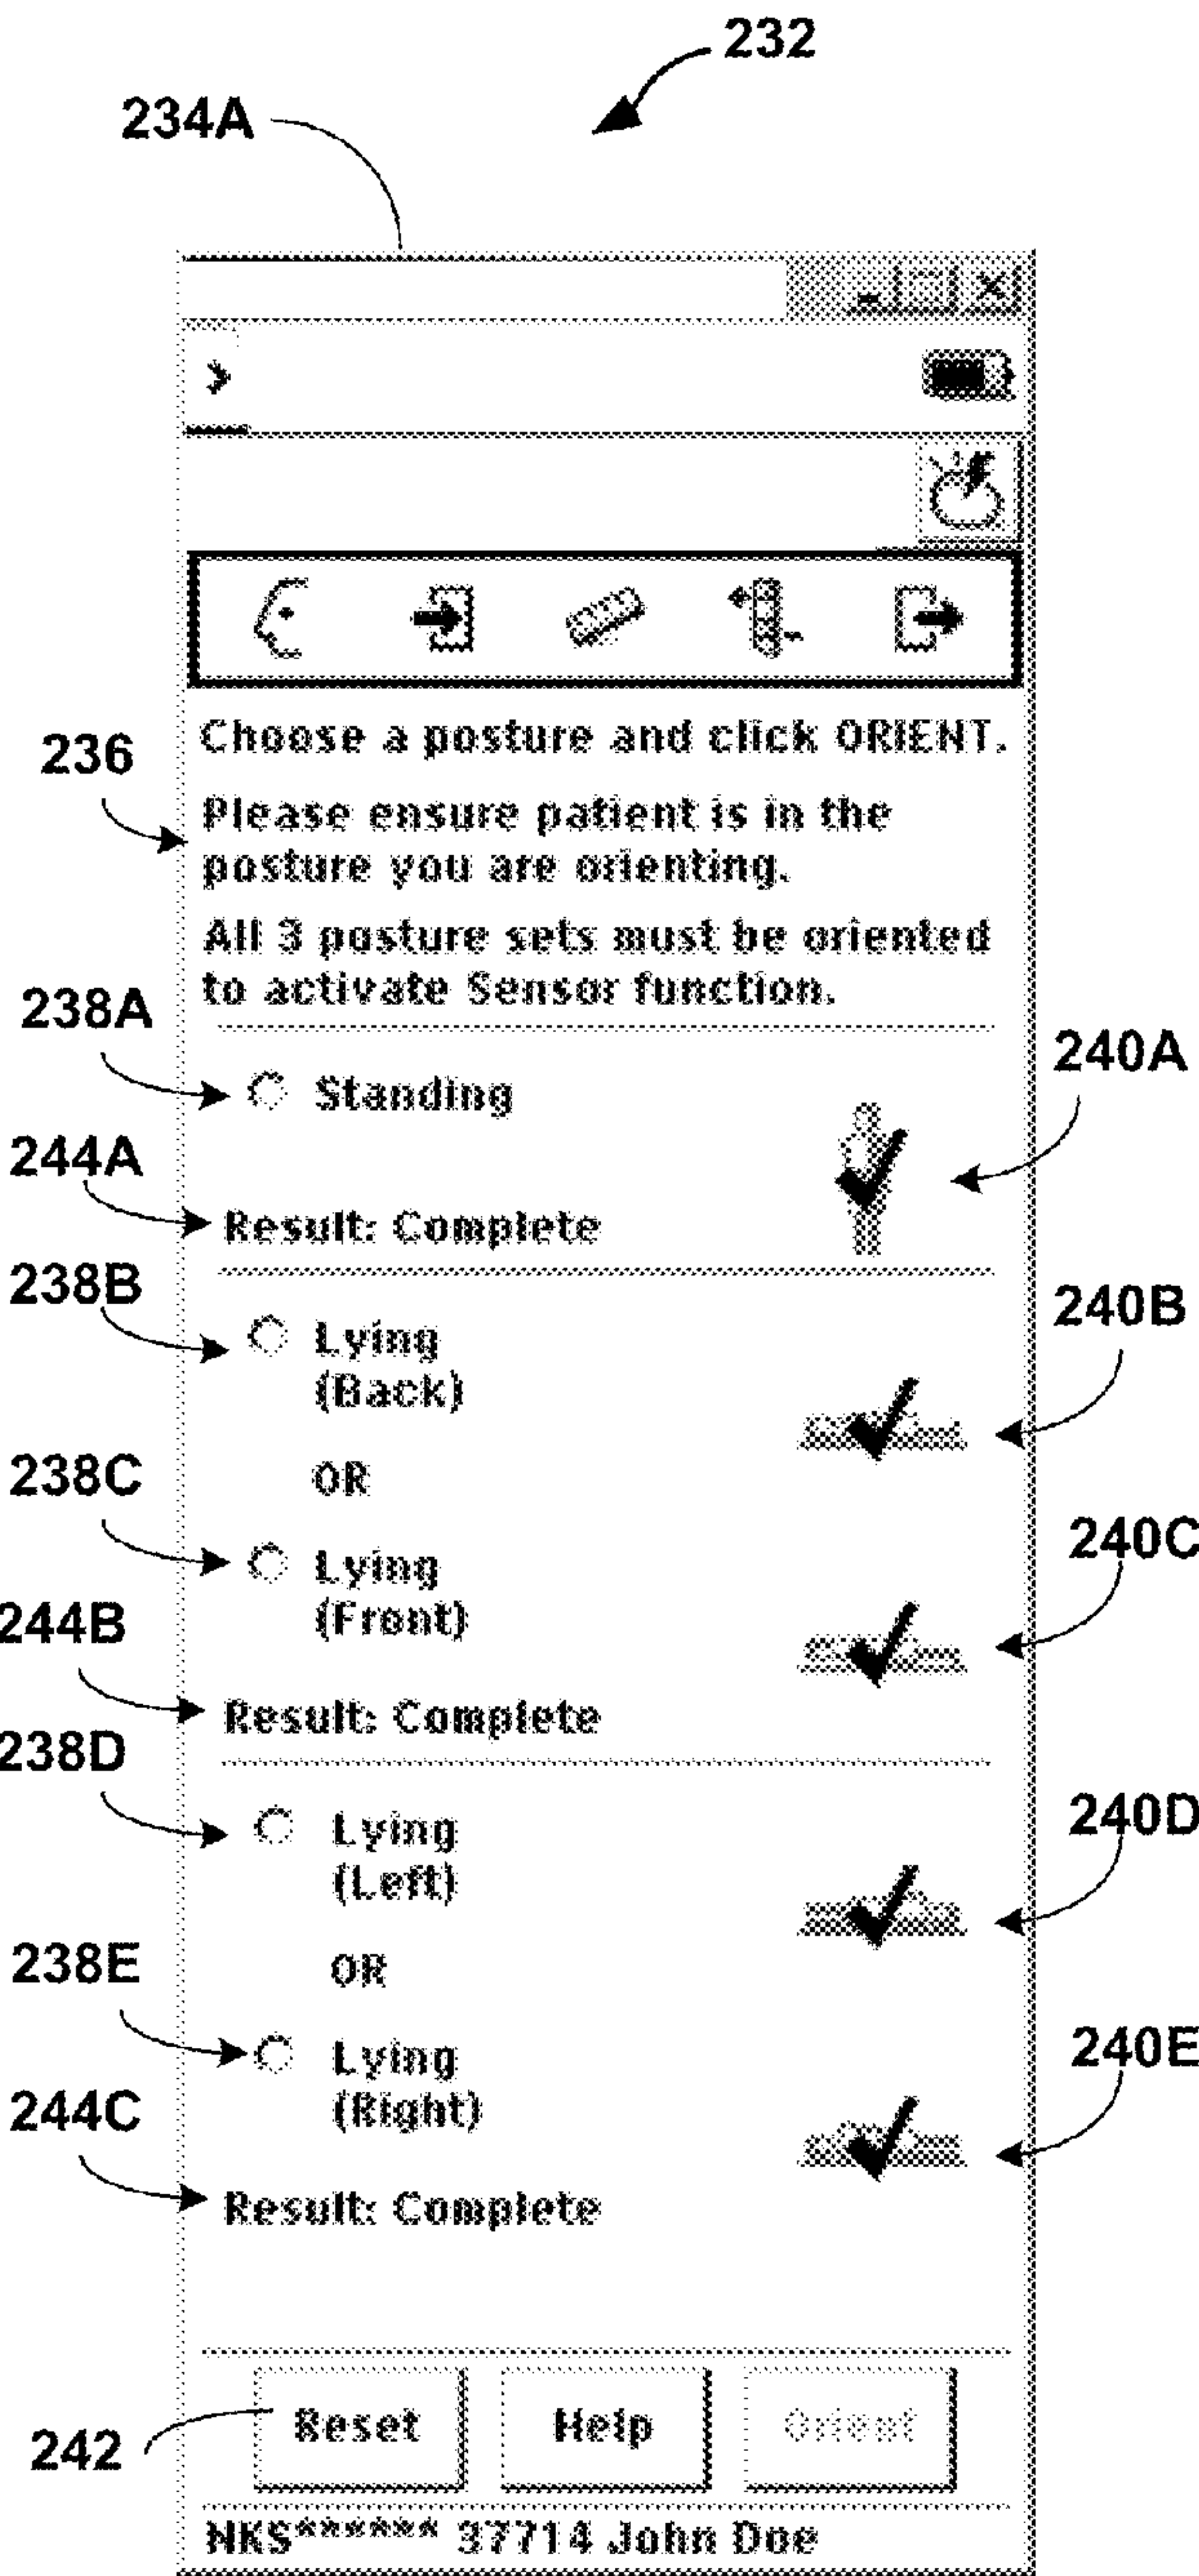 232
234A
236
Choose a posture and click ORIENT.
Please ensure patient is in the
posture you are orienting.
All 3 posture sets must be oriented
to activate Sensor function.
238A
Standing
240A
244A
Result: Complete
238B
Lying
(Back)
240B
238C
OR
Lying
(Front)
240C
244B
Result: Complete
238D
Lying
(Left)
240D
238E
OR
Lying
(Right)
240E
244C
Result: Complete
242
Reset Help Orient
NKS****** 37714 John Doe